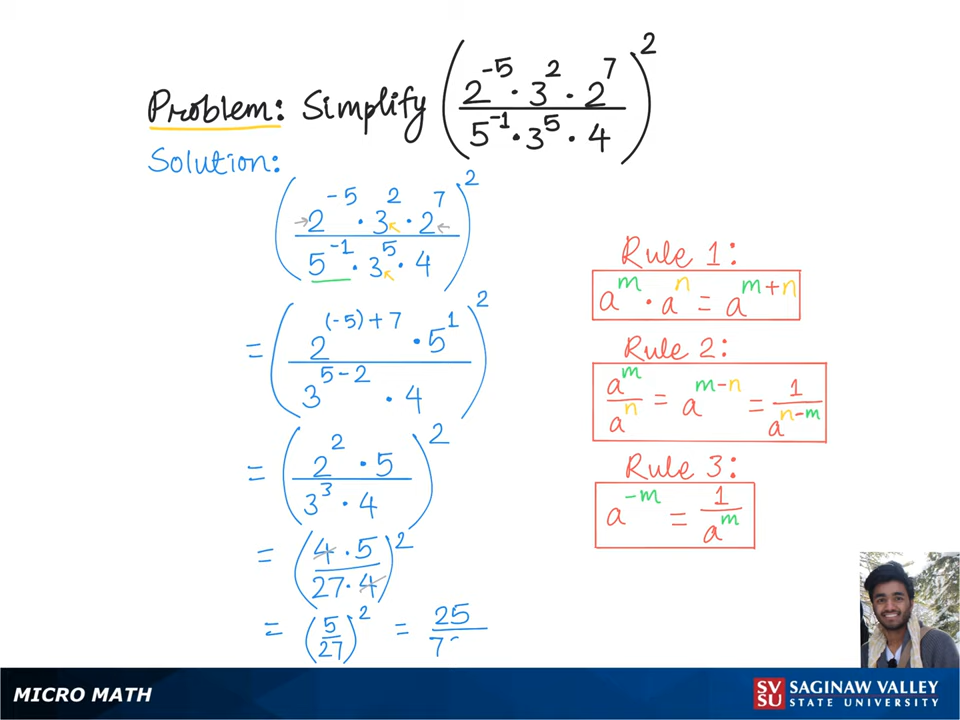 Problem: Simplify (2^-5 · 3^2 · 2^7 / 5^-1 · 3^5 · 4)^2
Solution:
(2^-5 · 3^2 · 2^7 / 5^-1 · 3^5 · 4)^2
= (2^(-5)+7 · 5^1 / 3^5-2 · 4)^2
= (2^2 · 5 / 3^3 · 4)^2
= (4 · 5 / 27 · 4)^2
= (5/27)^2 = 25/7
Rule 1:
a^m · a^n = a^m+n
Rule 2:
a^m/a^n = a^m-n = 1/a^n-m
Rule 3:
a^-m = 1/a^m
MICRO MATH
SVSU SAGINAW VALLEY
STATE UNIVERSITY